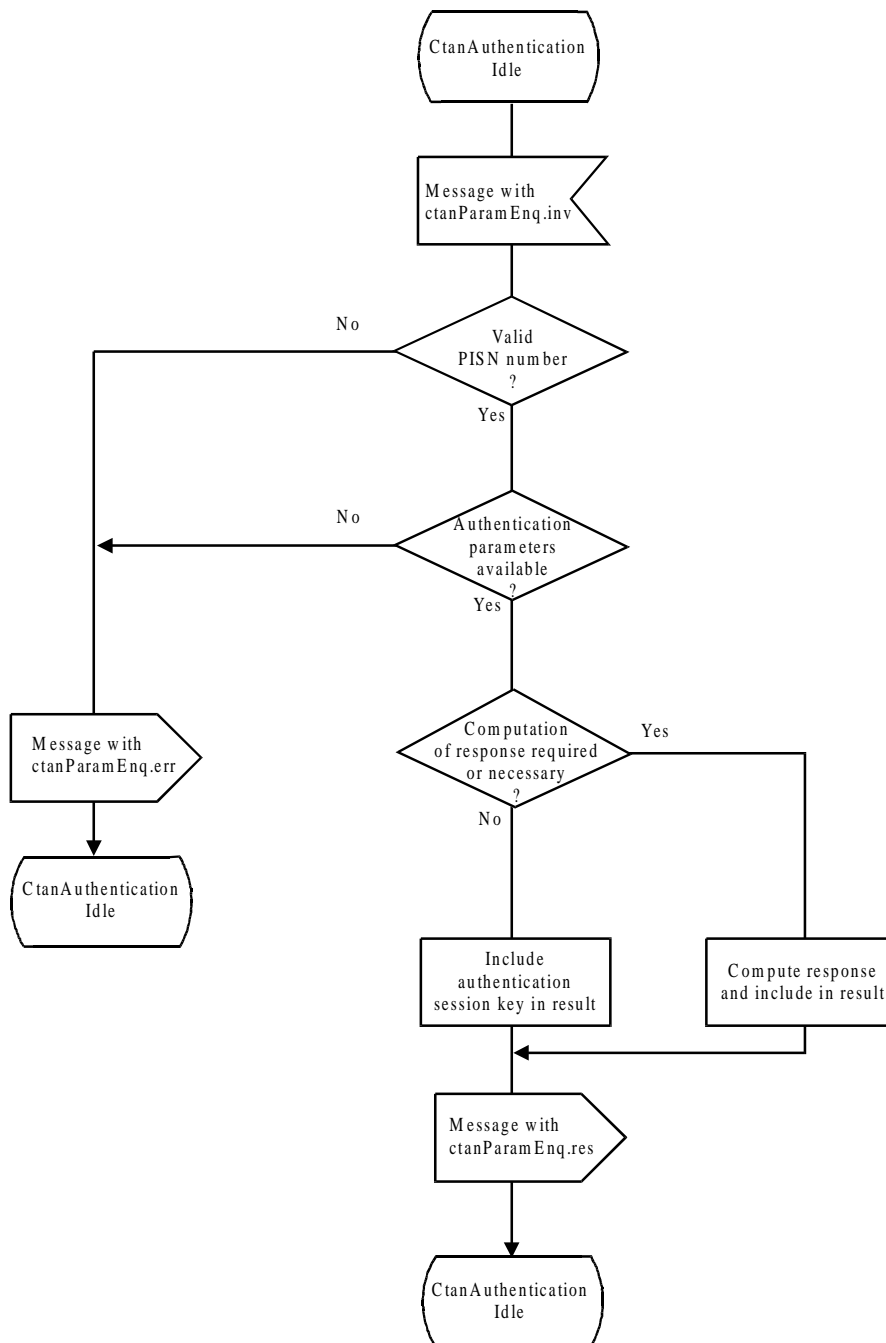 CtanAuthentication
Idle
Message with
ctanParamEnq.inv
No
Valid
PISN number
?
Yes
No
Authentication
parameters
available
?
Yes
Computation
of response required
or necessary
?
Yes
No
Message with
ctanParamEnq.err
CtanAuthentication
Idle
Include
authentication
session key in result
Compute response
and include in result
Message with
ctanParamEnq.res
CtanAuthentication
Idle